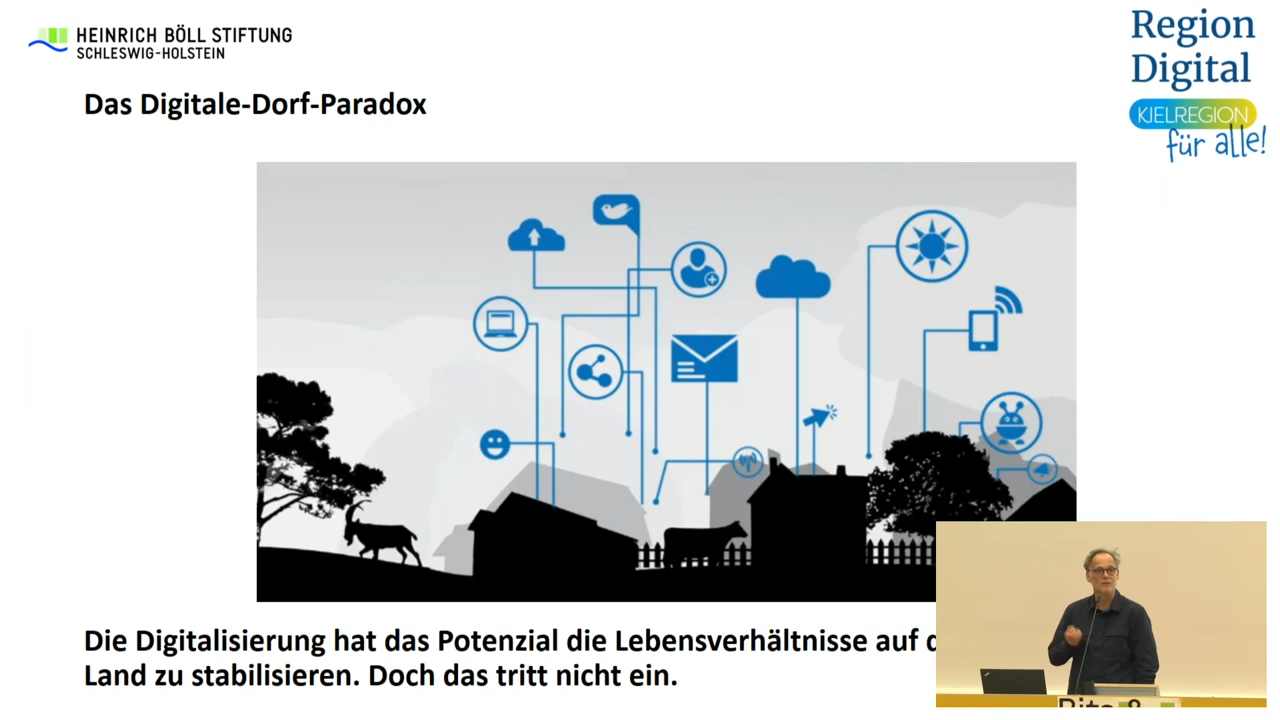 HEINRICH BÖLL STIFTUNG
SCHLESWIG-HOLSTEIN
Region
Digital
KIELREGION
für alle!
Das Digitale-Dorf-Paradox
Die Digitalisierung hat das Potenzial die Lebensverhältnisse auf
Land zu stabilisieren. Doch das tritt nicht ein.